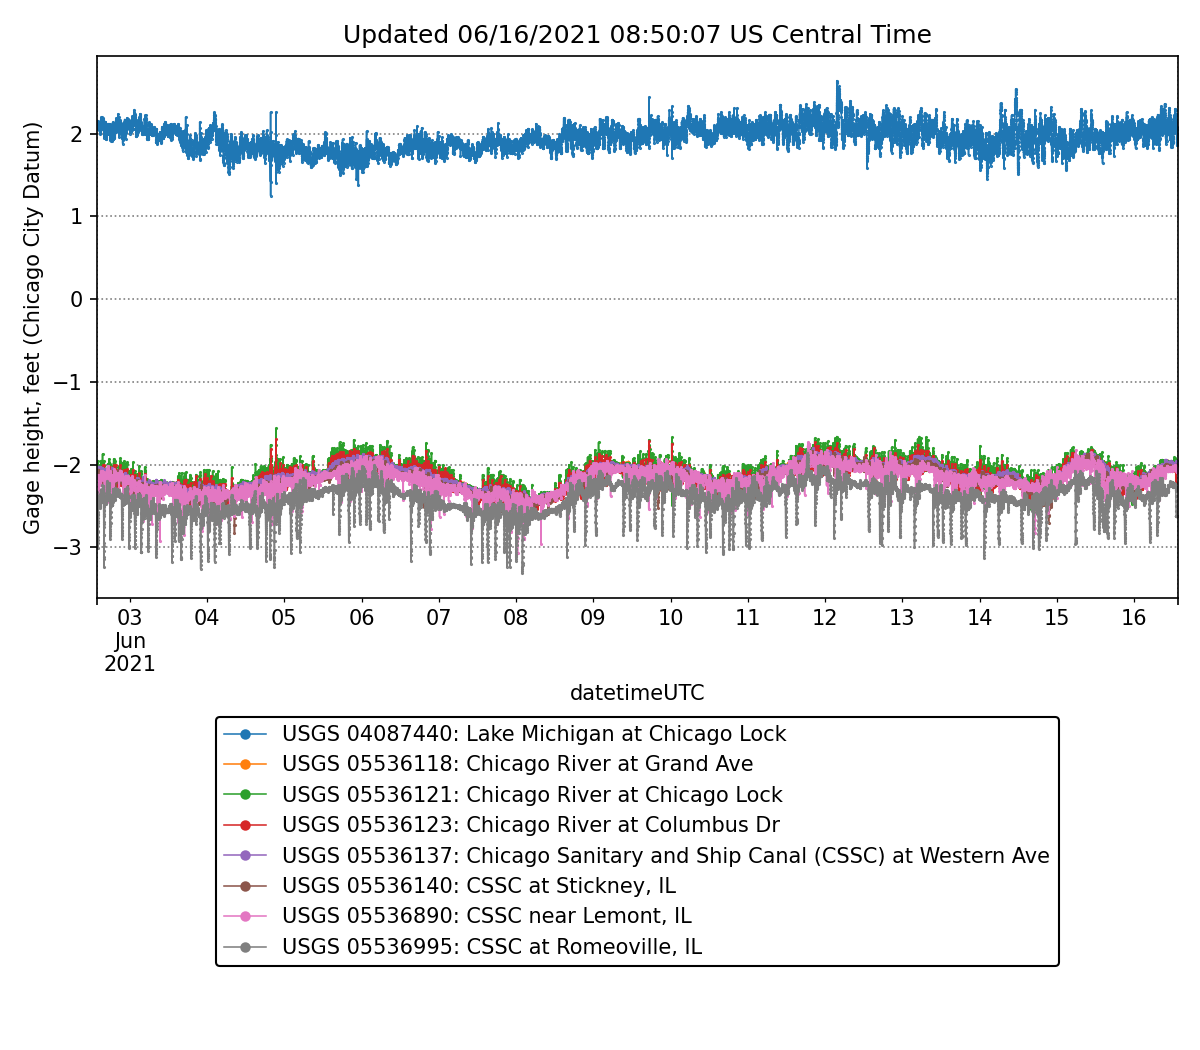 Updated 06/16/2021 08:50:07 US Central Time
Gage height, feet (Chicago City Datum)
2
1
0
−1
−2
−3
03 04 05 06 07 08 09 10 11 12 13 14 15 16
Jun
2021
datetimeUTC
USGS 04087440: Lake Michigan at Chicago Lock
USGS 05536118: Chicago River at Grand Ave
USGS 05536121: Chicago River at Chicago Lock
USGS 05536123: Chicago River at Columbus Dr
USGS 05536137: Chicago Sanitary and Ship Canal (CSSC) at Western Ave
USGS 05536140: CSSC at Stickney, IL
USGS 05536890: CSSC near Lemont, IL
USGS 05536995: CSSC at Romeoville, IL